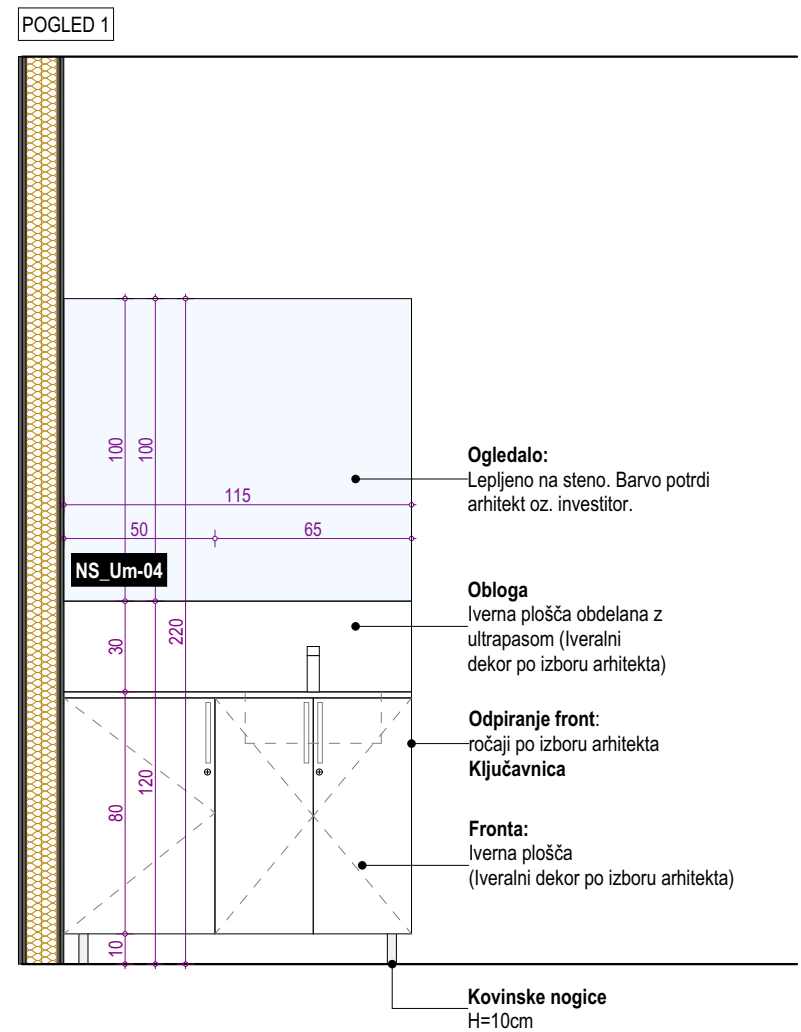 POGLED 1
100
100
115
50
65
NS_Um-04
30
220
80
120
10
Ogledalo:
Lepljeno na steno. Barvo potrdi
arhitekt oz. investitor.
Obloga
Iverna plošča obdelana z
ultrapasom (Iveralni
dekor po izboru arhitekta)
Odpiranje front:
ročaji po izboru arhitekta
Ključavnica
Fronta:
Iverna plošča
(Iveralni dekor po izboru arhitekta)
Kovinske nogice
H=10cm